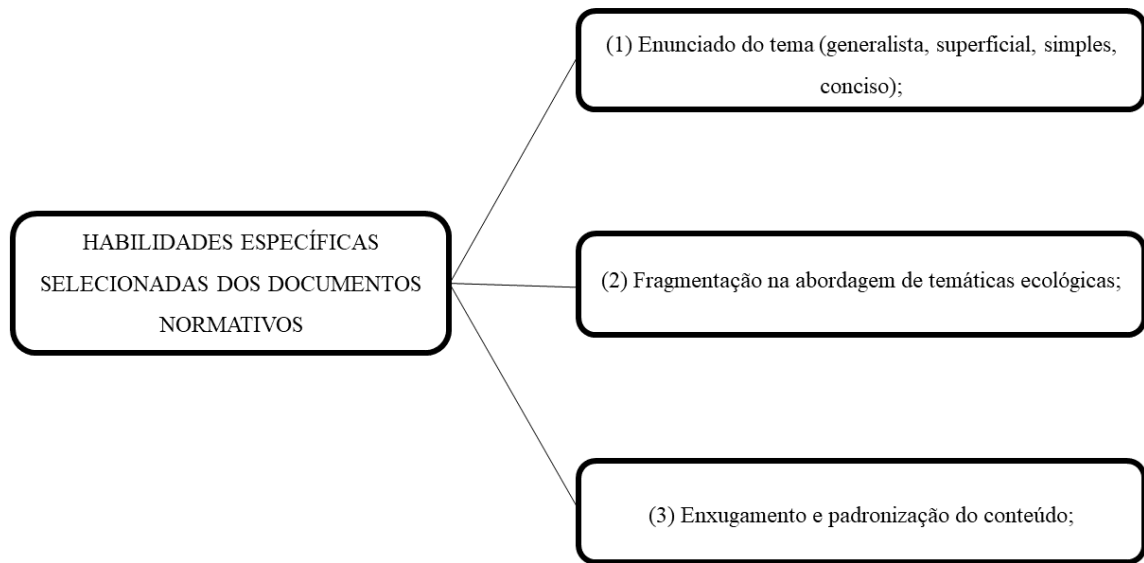 (1) Enunciado do tema (generalista, superficial, simples,
conciso);
HABILIDADES ESPECÍFICAS
SELECIONADAS DOS DOCUMENTOS
NORMATIVOS
(2) Fragmentação na abordagem de temáticas ecológicas;
(3) Enxugamento e padronização do conteúdo;